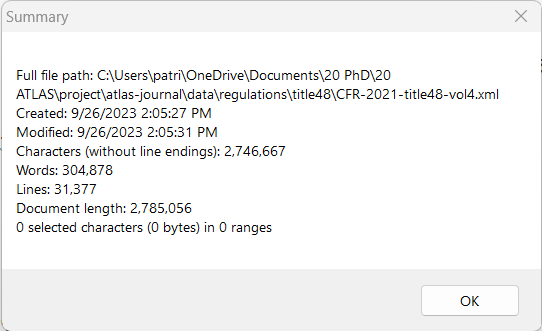 Summary
Full file path: C:\Users\patri\OneDrive\Documents\20 PhD\20
ATLAS\project\atlas-journal\data\regulations\title48\CFR-2021-title48-vol4.xml
Created: 9/26/2023 2:05:27 PM
Modified: 9/26/2023 2:05:31 PM
Characters (without line endings): 2,746,667
Words: 304,878
Lines: 31,377
Document length: 2,785,056
0 selected characters (0 bytes) in 0 ranges
OK